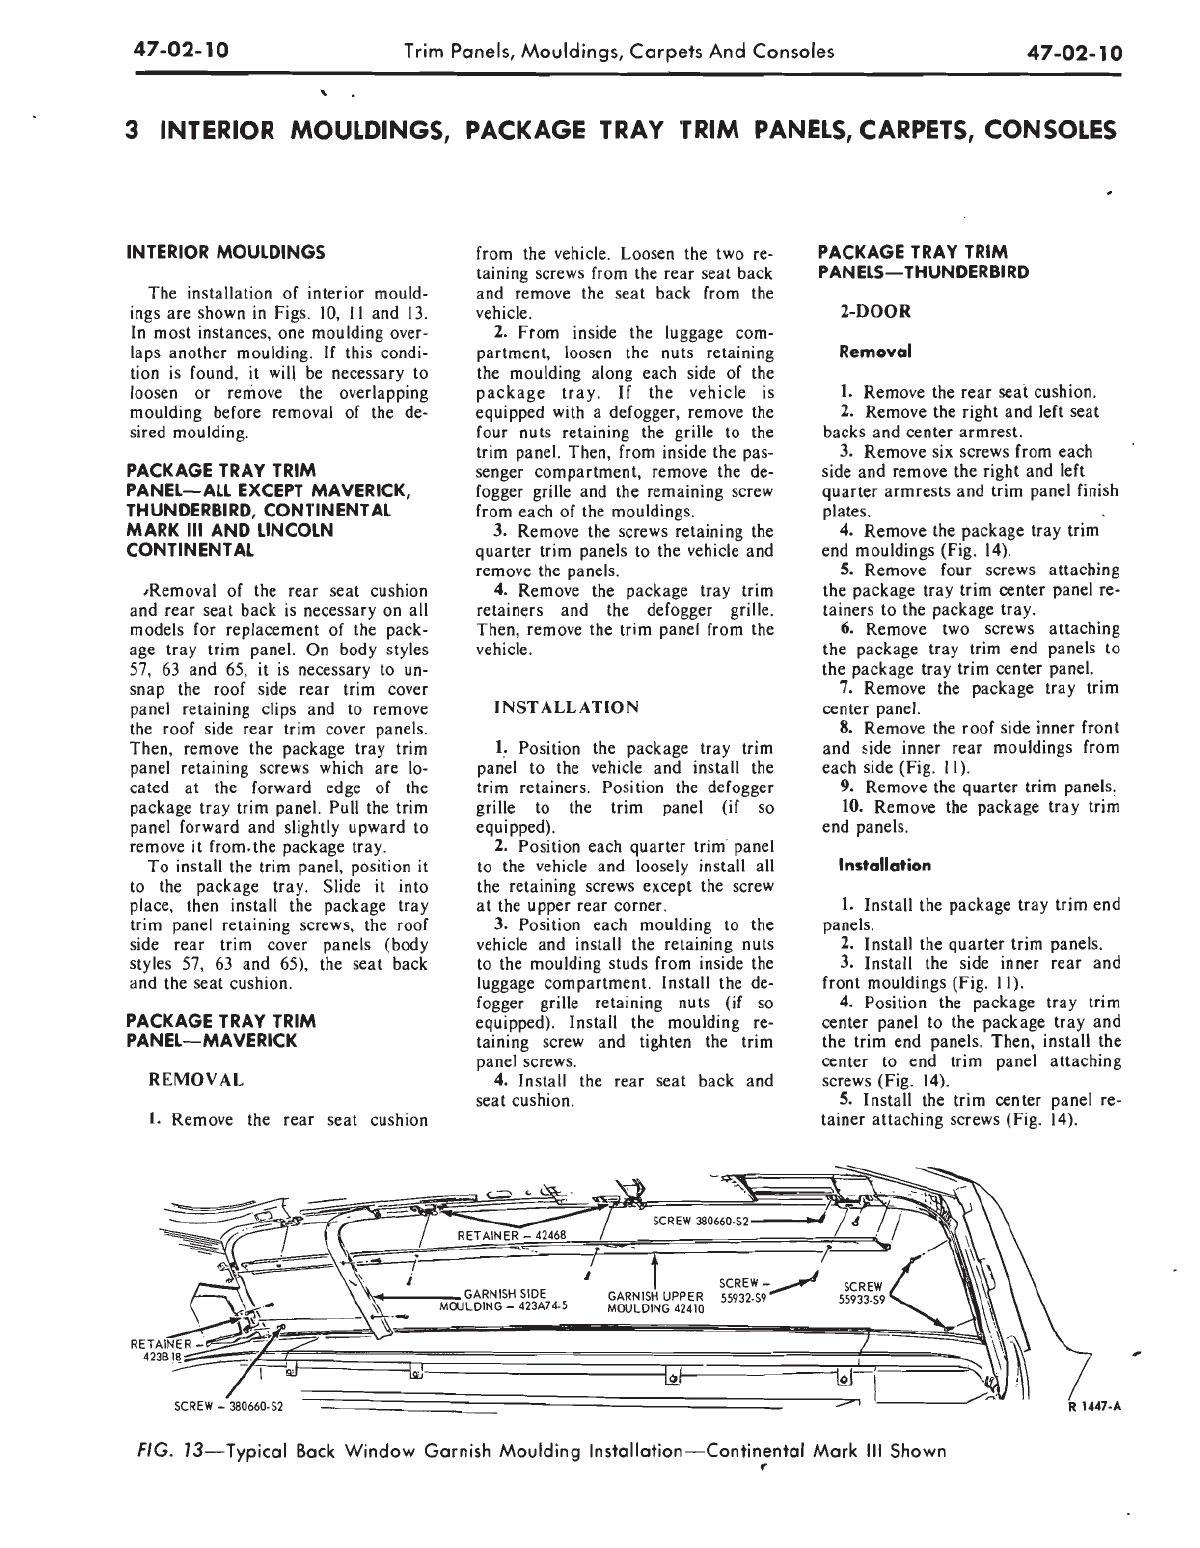 47-02-10 Trim Panels, Mouldings, Carpets And Consoles 47-02-10
3 INTERIOR MOULDINGS, PACKAGE TRAY TRIM PANELS, CARPETS, CONSOLES
INTERIOR MOULDINGS
The installation of interior mould-
ings are shown in Figs. 10, 11 and 13.
In most instances, one moulding over-
laps another moulding. If this condi-
tion is found, it will be necessary to
loosen or remove the overlapping
moulding before removal of the de-
sired moulding.
PACKAGE TRAY TRIM
PANEL—ALL EXCEPT MAVERICK,
THUNDERBIRD, CONTINENTAL
MARK III AND LINCOLN
CONTINENTAL
Removal of the rear seat cushion
and rear seat back is necessary on all
models for replacement of the pack-
age tray trim panel. On body styles
57, 63 and 65, it is necessary to un-
snap the roof side rear trim cover
panel retaining clips and to remove
the roof side rear trim cover panels.
Then, remove the package tray trim
panel retaining screws which are lo-
cated at the forward edge of the
package tray trim panel. Pull the trim
panel forward and slightly upward to
remove it from the package tray.
To install the trim panel, position it
to the package tray. Slide it into
place, then install the package tray
trim panel retaining screws, the roof
side rear trim cover panels (body
styles 57, 63 and 65), the seat back
and the seat cushion.
PACKAGE TRAY TRIM
PANEL—MAVERICK
REMOVAL
1. Remove the rear seat cushion
from the vehicle. Loosen the two re-
taining screws from the rear seat back
and remove the seat back from the
vehicle.
2. From inside the luggage com-
partment, loosen the nuts retaining
the moulding along each side of the
package tray. If the vehicle is
equipped with a defogger, remove the
four nuts retaining the grille to the
trim panel. Then, from inside the pas-
senger compartment, remove the de-
fogger grille and the remaining screw
from each of the mouldings.
3. Remove the screws retaining the
quarter trim panels to the vehicle and
remove the panels.
4. Remove the package tray trim
retainers and the defogger grille.
Then, remove the trim panel from the
vehicle.
INSTALLATION
1. Position the package tray trim
panel to the vehicle and install the
trim retainers. Position the defogger
grille to the trim panel (if so
equipped).
2. Position each quarter trim panel
to the vehicle and loosely install all
the retaining screws except the screw
at the upper rear corner.
3. Position each moulding to the
vehicle and install the retaining nuts
to the moulding studs from inside the
luggage compartment. Install the de-
fogger grille retaining nuts (if so
equipped). Install the moulding re-
taining screw and tighten the trim
panel screws.
4. Install the rear seat back and
seat cushion.
PACKAGE TRAY TRIM
PANELS—THUNDERBIRD
2-DOOR
Removal
1. Remove the rear seat cushion.
2. Remove the right and left seat
backs and center armrest.
3. Remove six screws from each
side and remove the right and left
quarter armrests and trim panel finish
plates.
4. Remove the package tray trim
end mouldings (Fig. 14).
5. Remove four screws attaching
the package tray trim center panel re-
tainers to the package tray.
6. Remove two screws attaching
the package tray trim end panels to
the package tray trim center panel.
7. Remove the package tray trim
center panel.
8. Remove the roof side inner front
and side inner rear mouldings from
each side (Fig. 11).
9. Remove the quarter trim panels.
10. Remove the package tray trim
end panels.
Installation
1. Install the package tray trim end
panels.
2. Install the quarter trim panels.
3. Install the side inner rear and
front mouldings (Fig. 11).
4. Position the package tray trim
center panel to the package tray and
the trim end panels. Then, install the
center to end trim panel attaching
screws (Fig. 14).
5. Install the trim center panel re-
tainer attaching screws (Fig. 14).
SCREW 380660-S2
RETAINER – 42468
GARNISH SIDE
MOULDING – 423A74-5
GARNISH UPPER
MOULDING 42410
SCREW –
55932-S9
SCREW
55933-S9
RETAINER –
423B18
SCREW – 380660-S2
R 1447-A
FIG. 13—Typical Back Window Garnish Moulding Installation—Continental Mark III Shown